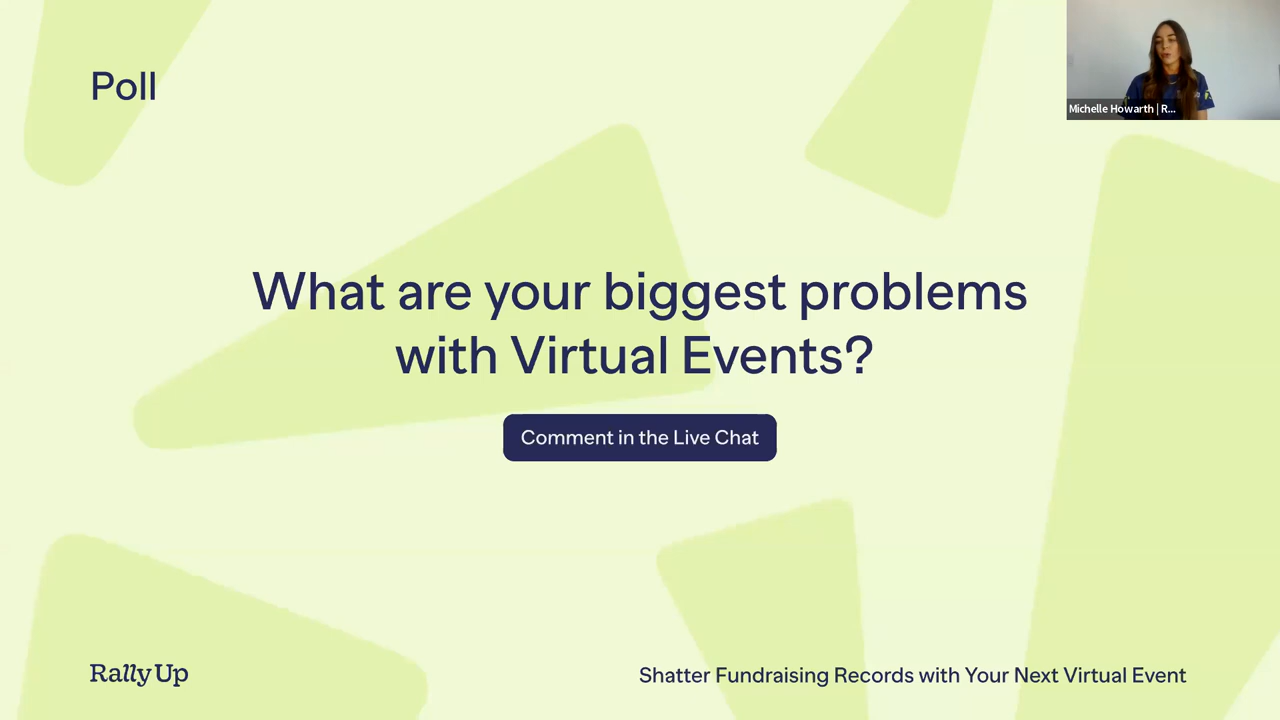 Poll
Michelle Howarth | R...
What are your biggest problems
with Virtual Events?
Comment in the Live Chat
RallyUp
Shatter Fundraising Records with Your Next Virtual Event